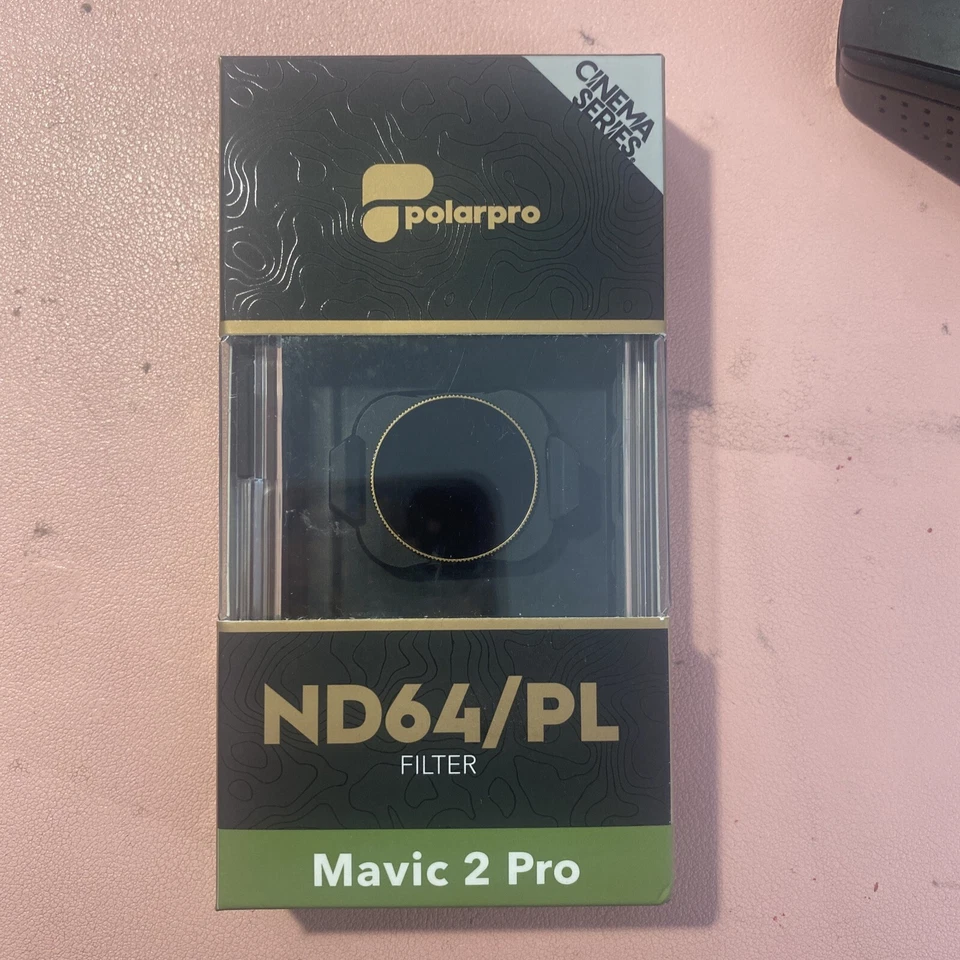 CINEMA
SERIES.
polarpro
ND64/PL
FILTER
Mavic 2 Pro